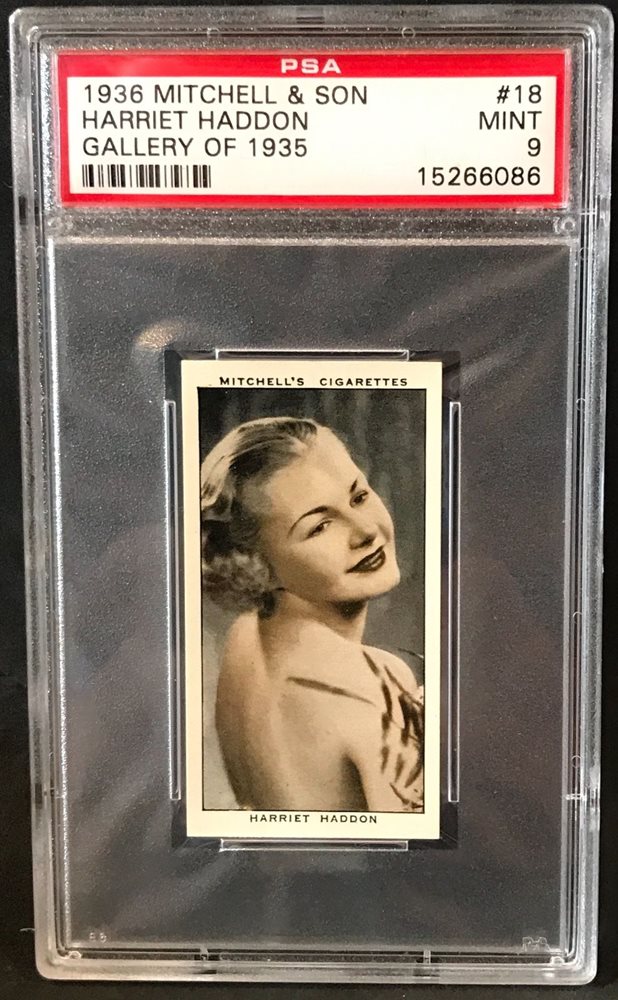 PSA
1936 MITCHELL & SON #18
HARRIET HADDON MINT
GALLERY OF 1935 9
15266086
MITCHELL'S CIGARETTES
HARRIET HADDON